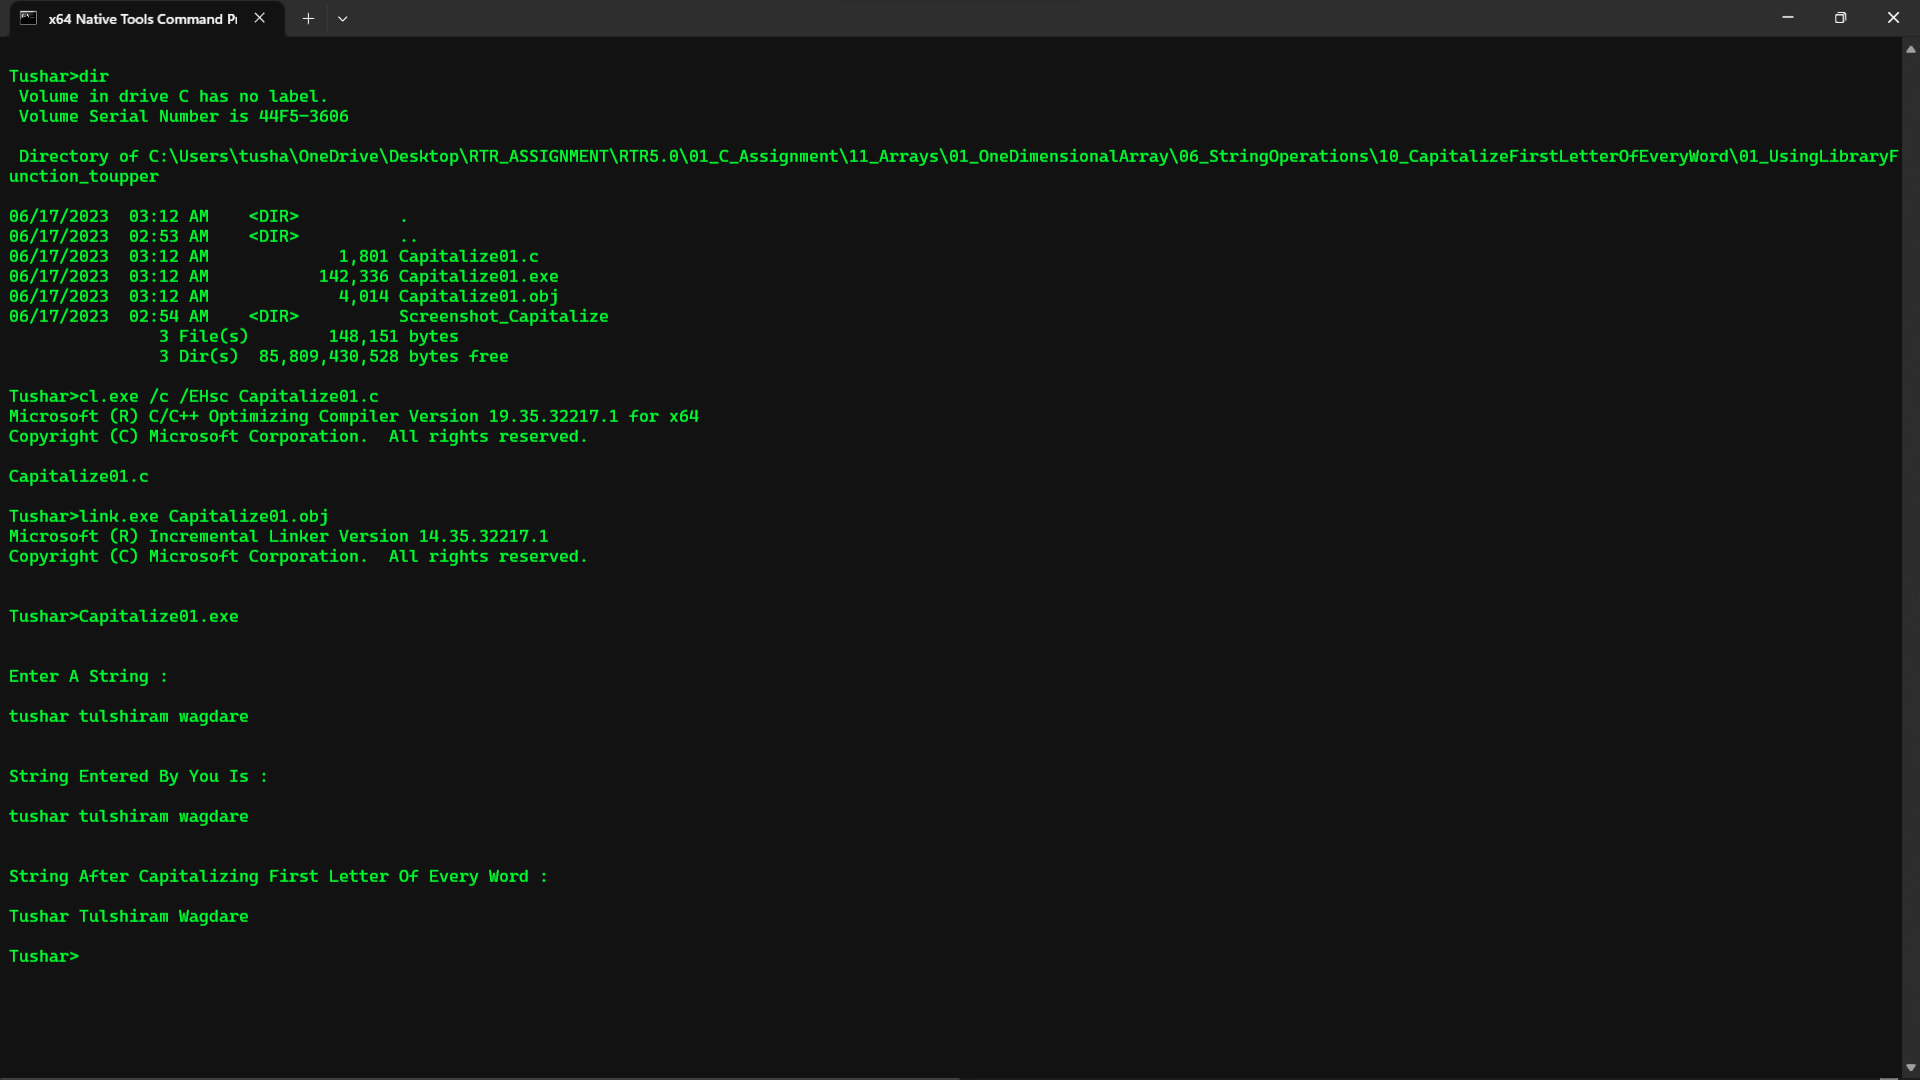 x64 Native Tools Command P
Tushar>dir
Volume in drive C has no label.
Volume Serial Number is 44F5-3606
Directory of C:\Users\tusha\OneDrive\Desktop\RTR_ASSIGNMENT\RTR5.0\01_C_Assignment\11_Arrays\01_OneDimensionalArray\06_StringOperations\10_CapitalizeFirstLetterOfEveryWord\01_UsingLibraryF
unction_toupper
06/17/2023  03:12 AM    <DIR>          .
06/17/2023  02:53 AM    <DIR>          ..
06/17/2023  03:12 AM             1,801 Capitalize01.c
06/17/2023  03:12 AM           142,336 Capitalize01.exe
06/17/2023  03:12 AM             4,014 Capitalize01.obj
06/17/2023  02:54 AM    <DIR>          Screenshot_Capitalize
3 File(s)        148,151 bytes
3 Dir(s)  85,809,430,528 bytes free
Tushar>cl.exe /c /EHsc Capitalize01.c
Microsoft (R) C/C++ Optimizing Compiler Version 19.35.32217.1 for x64
Copyright (C) Microsoft Corporation.  All rights reserved.
Capitalize01.c
Tushar>link.exe Capitalize01.obj
Microsoft (R) Incremental Linker Version 14.35.32217.1
Copyright (C) Microsoft Corporation.  All rights reserved.
Tushar>Capitalize01.exe
Enter A String :
tushar tulshiram wagdare
String Entered By You Is :
tushar tulshiram wagdare
String After Capitalizing First Letter Of Every Word :
Tushar Tulshiram Wagdare
Tushar>